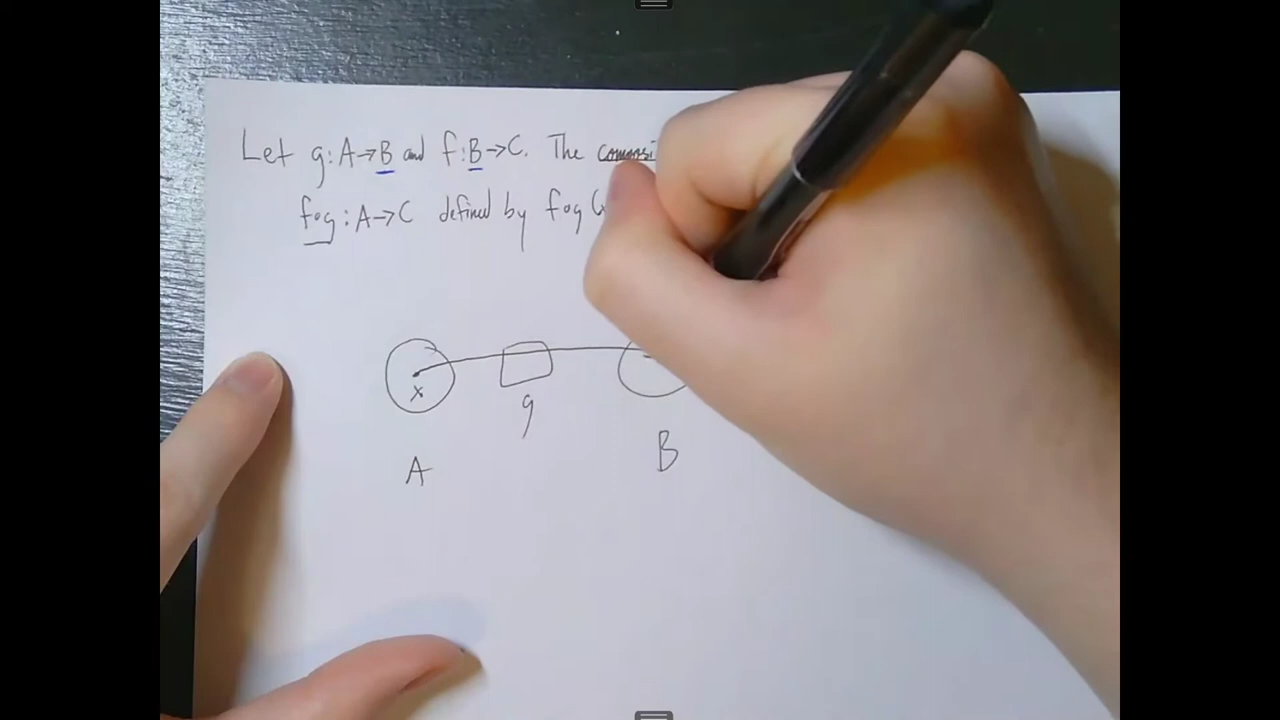 Let g: A→B and f: B→C. The
f∘g : A→C defined by f∘g (x
x
g
A
B